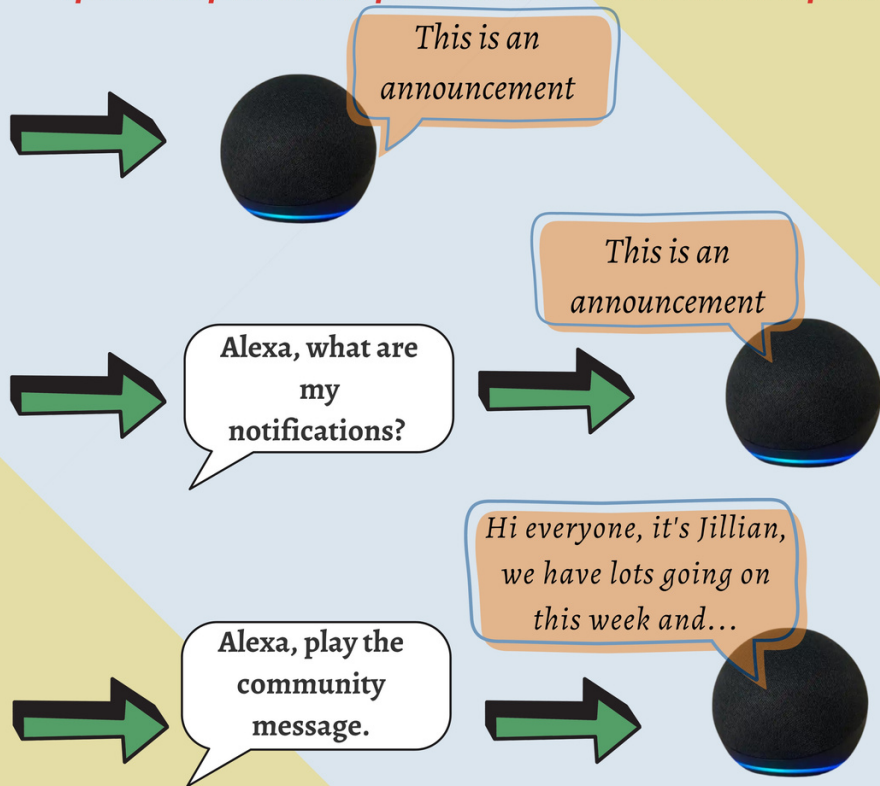 This is an
announcement
This is an
announcement
Alexa, what are
my
notifications?
Hi everyone, it's Jillian,
we have lots going on
this week and...
Alexa, play the
community
message.